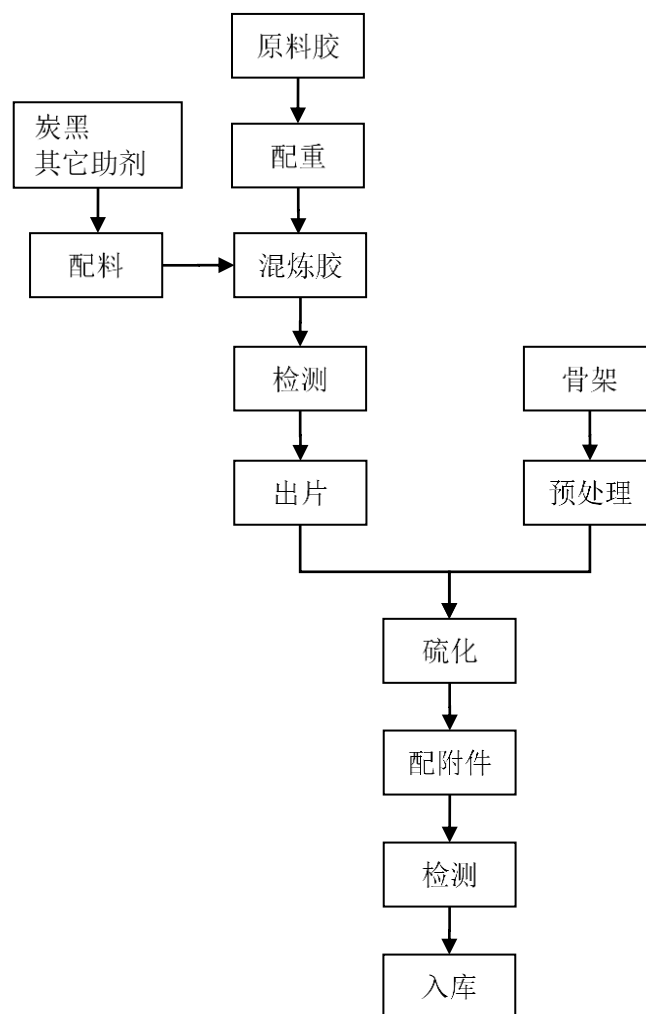 原料胶
炭黑
其它助剂
配重
配料
混炼胶
检测
骨架
出片
预处理
硫化
配附件
检测
入库